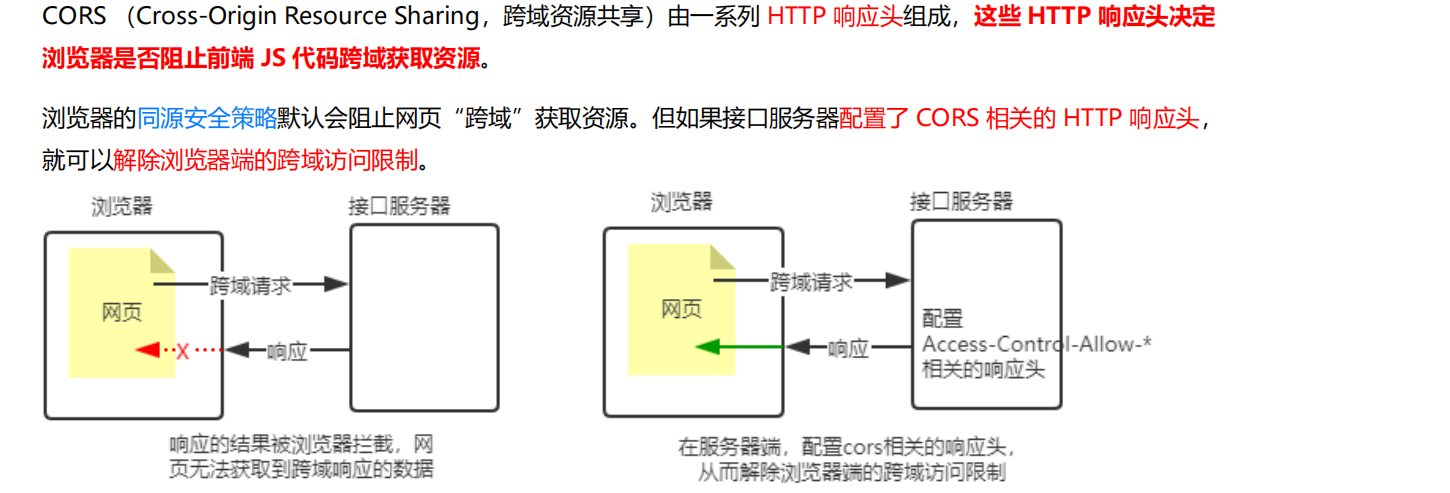 CORS （Cross-Origin Resource Sharing，跨域资源共享）由一系列 HTTP 响应头组成，这些 HTTP 响应头决定
浏览器是否阻止前端 JS 代码跨域获取资源。
浏览器的同源安全策略默认会阻止网页“跨域”获取资源。但如果接口服务器配置了 CORS 相关的 HTTP 响应头，
就可以解除浏览器端的跨域访问限制。
浏览器
接口服务器
跨域请求
网页
X
响应
响应的结果被浏览器拦截，网
页无法获取到跨域响应的数据
浏览器
接口服务器
跨域请求
网页
响应
配置
Access-Control-Allow-*
相关的响应头
在服务器端，配置cors相关的响应头，
从而解除浏览器端的跨域访问限制